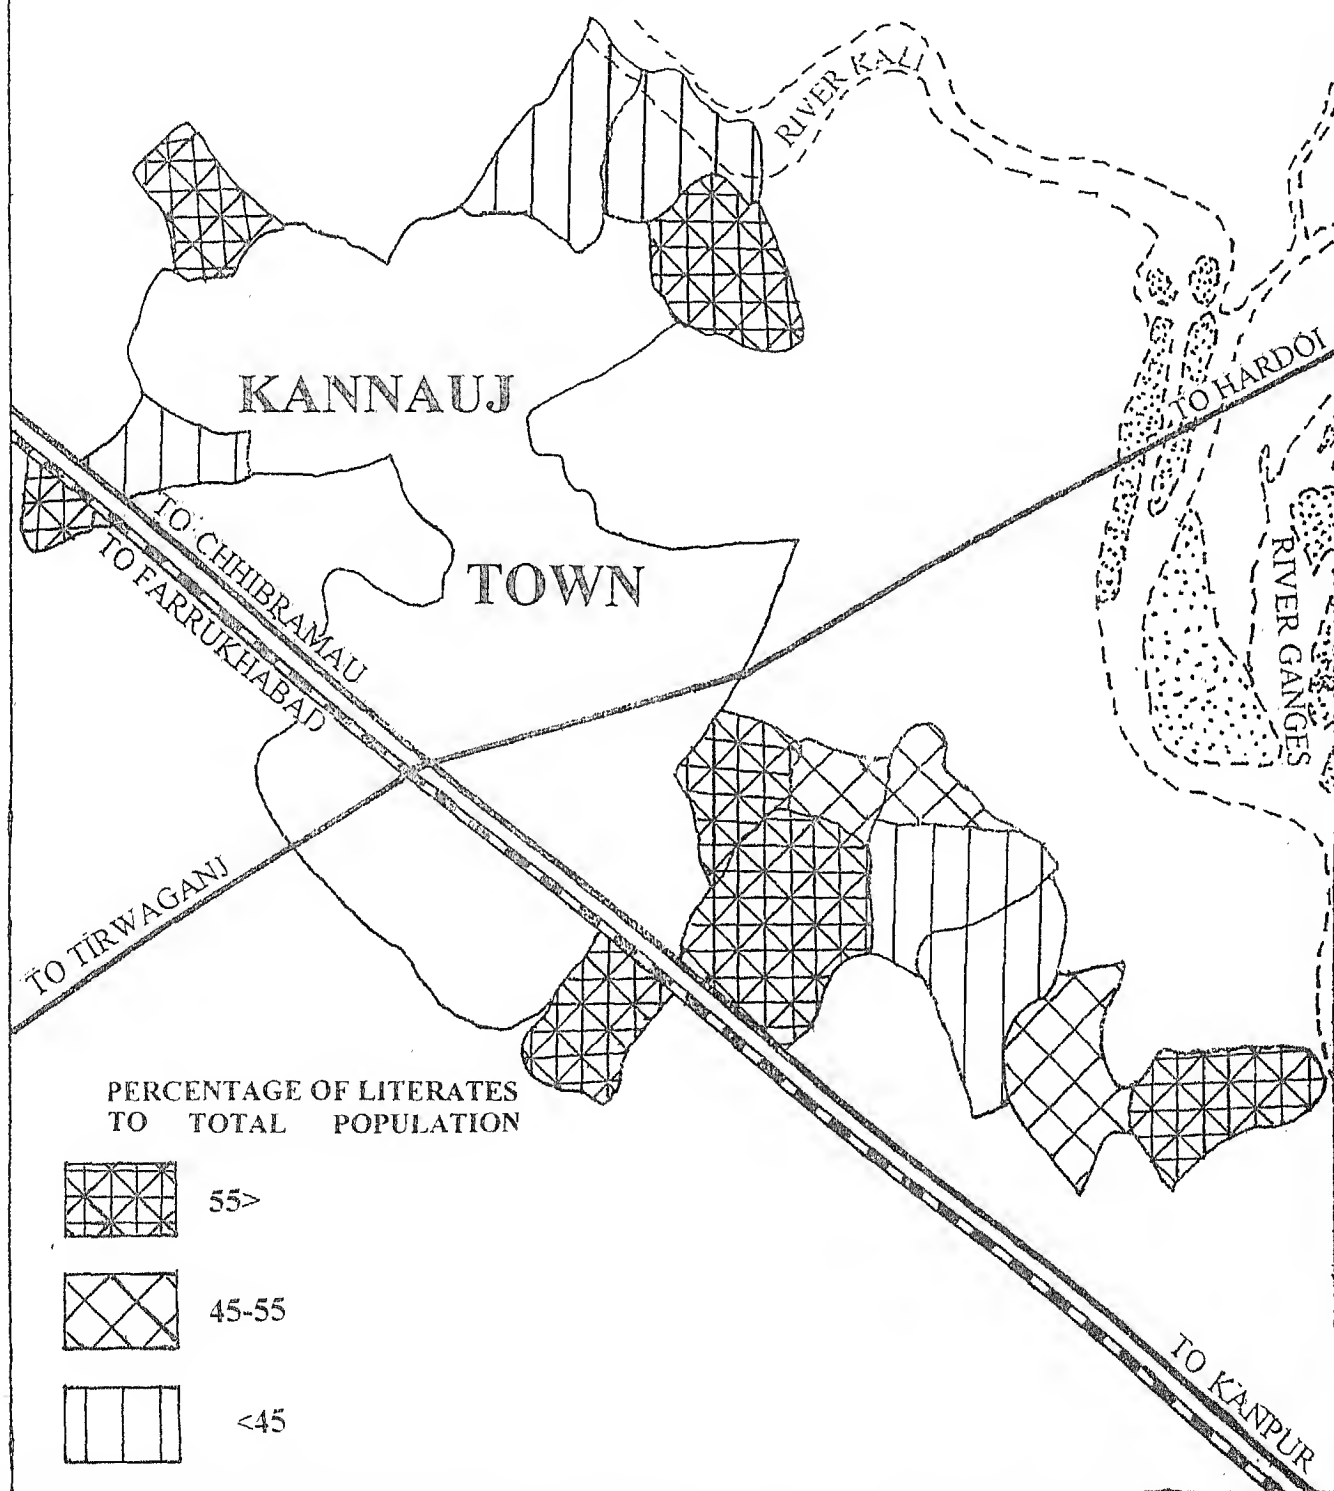 RIVER KALI
KANNAUJ
TO HARDOI
TO CHHIBRAMAU
TO FARRUKHABAD
TOWN
RIVER GANGES
TO TIRWAGANJ
PERCENTAGE OF LITERATES
TO TOTAL POPULATION
55>
45-55
<45
TO KANPUR